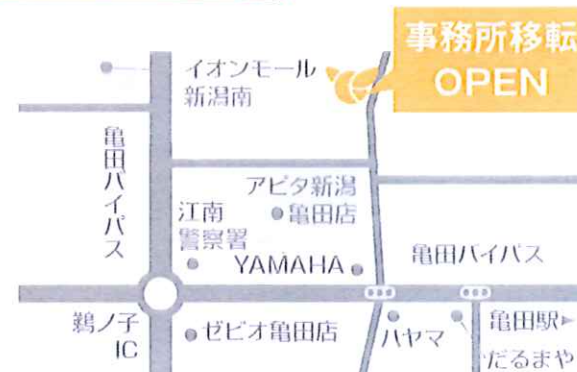 事務所移転
OPEN
イオンモール
新潟南
亀田バイパス
アピタ新潟
亀田店
江南
警察署
YAMAHA
亀田バイパス
鵜ノ子
IC
ゼビオ亀田店
ハヤマ
亀田駅
だるまや